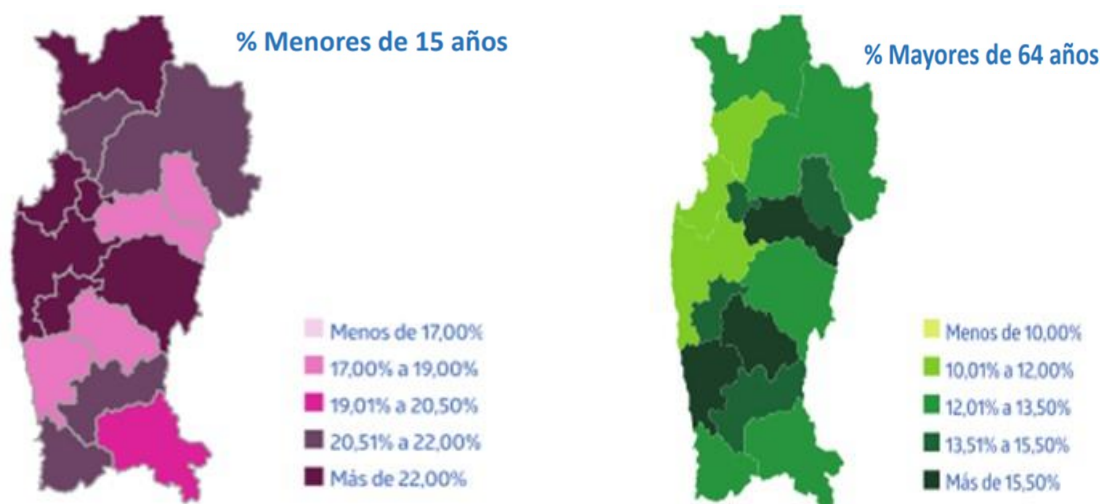 % Menores de 15 años
Menos de 17,00%
17,00% a 19,00%
19,01% a 20,50%
20,51% a 22,00%
Más de 22,00%
% Mayores de 64 años
Menos de 10,00%
10,01% a 12,00%
12,01% a 13,50%
13,51% a 15,50%
Más de 15,50%